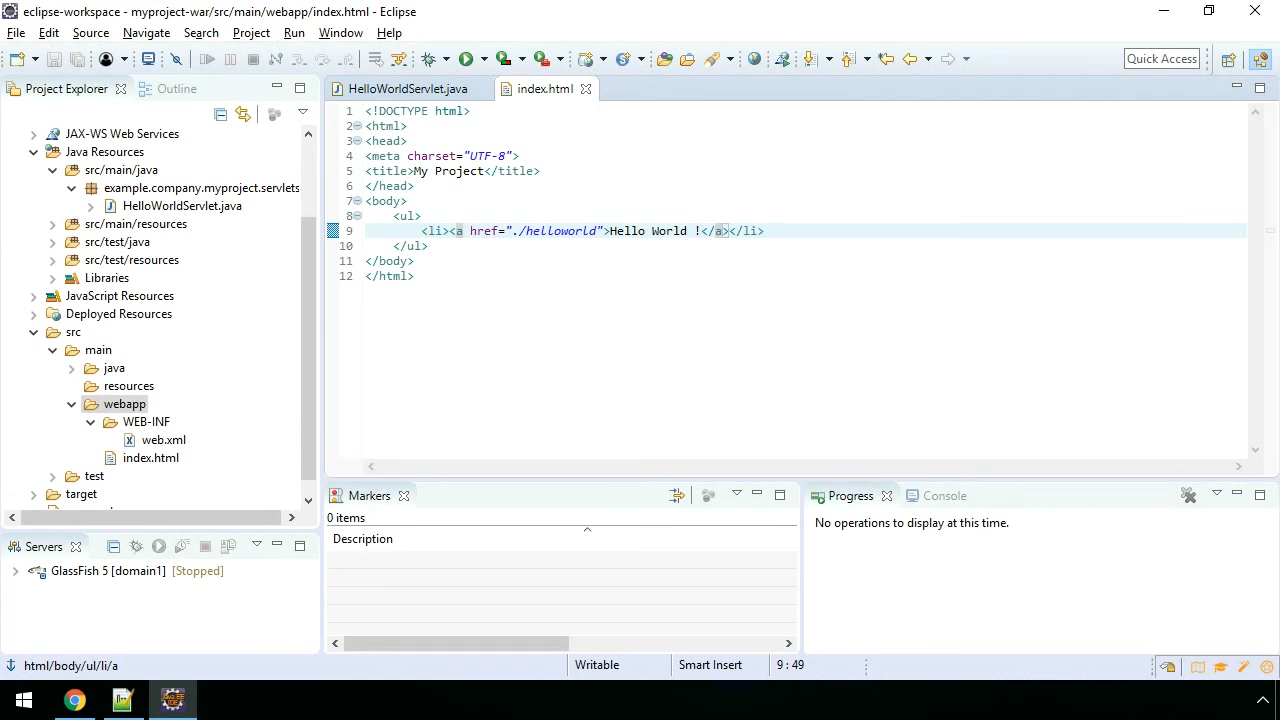 eclipse-workspace - myproject-war/src/main/webapp/index.html - Eclipse
File Edit Source Navigate Search Project Run Window Help
Quick Access
Project Explorer Outline
JAX-WS Web Services
Java Resources
src/main/java
example.company.myproject.servlets
HelloWorldServlet.java
src/main/resources
src/test/java
src/test/resources
Libraries
JavaScript Resources
Deployed Resources
src
main
java
resources
webapp
WEB-INF
web.xml
index.html
test
target
HelloWorldServlet.java index.html
1 <!DOCTYPE html>
2 <html>
3 <head>
4 <meta charset="UTF-8">
5 <title>My Project</title>
6 </head>
7 <body>
8 <ul>
9 <li><a href="./helloworld">Hello World !</a></li>
10 </ul>
11 </body>
12 </html>
Servers
GlassFish 5 [domain1] [Stopped]
Markers
0 items
Description
Progress Console
No operations to display at this time.
html/body/ul/li/a Writable Smart Insert 9 : 49